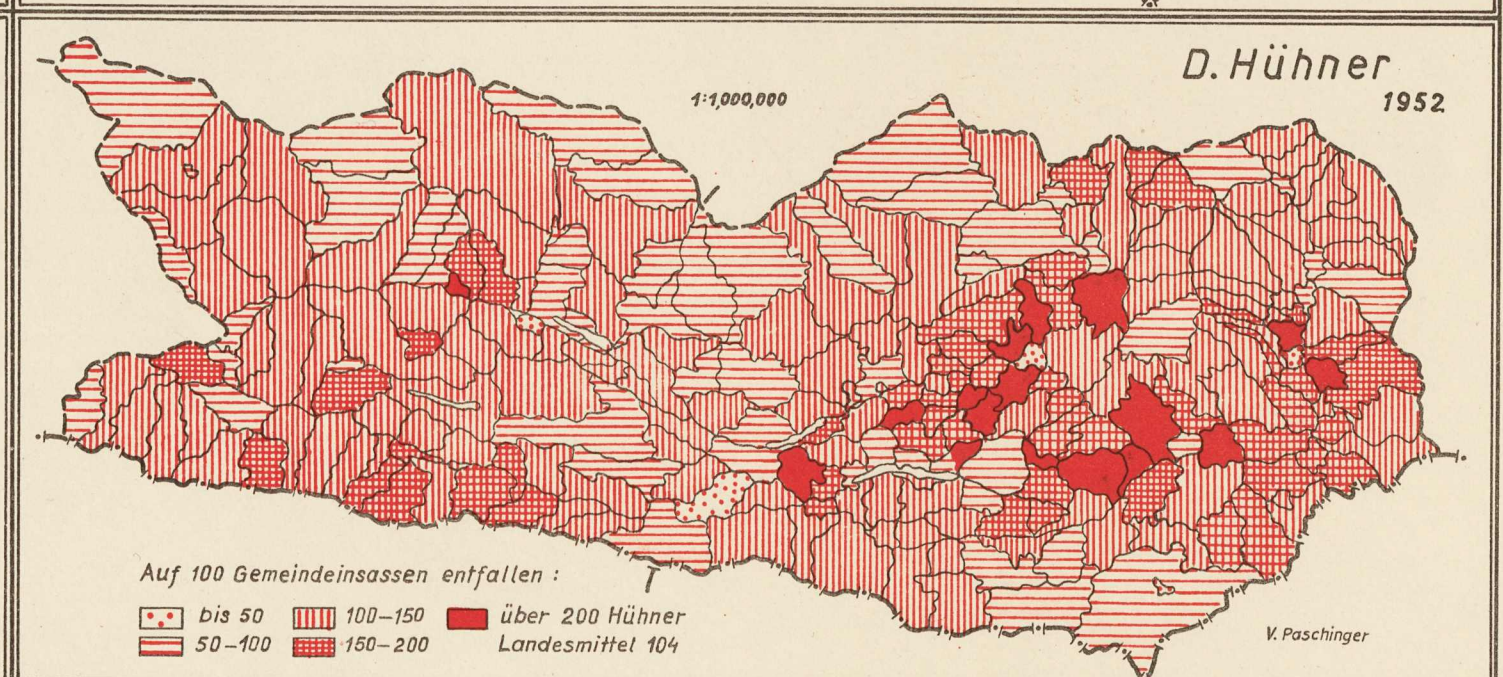 D. Hühner
1952
1:1,000,000
Auf 100 Gemeindeinsassen entfallen :
bis 50
100–150
über 200 Hühner
50–100
150–200
Landesmittel 104
V. Paschinger